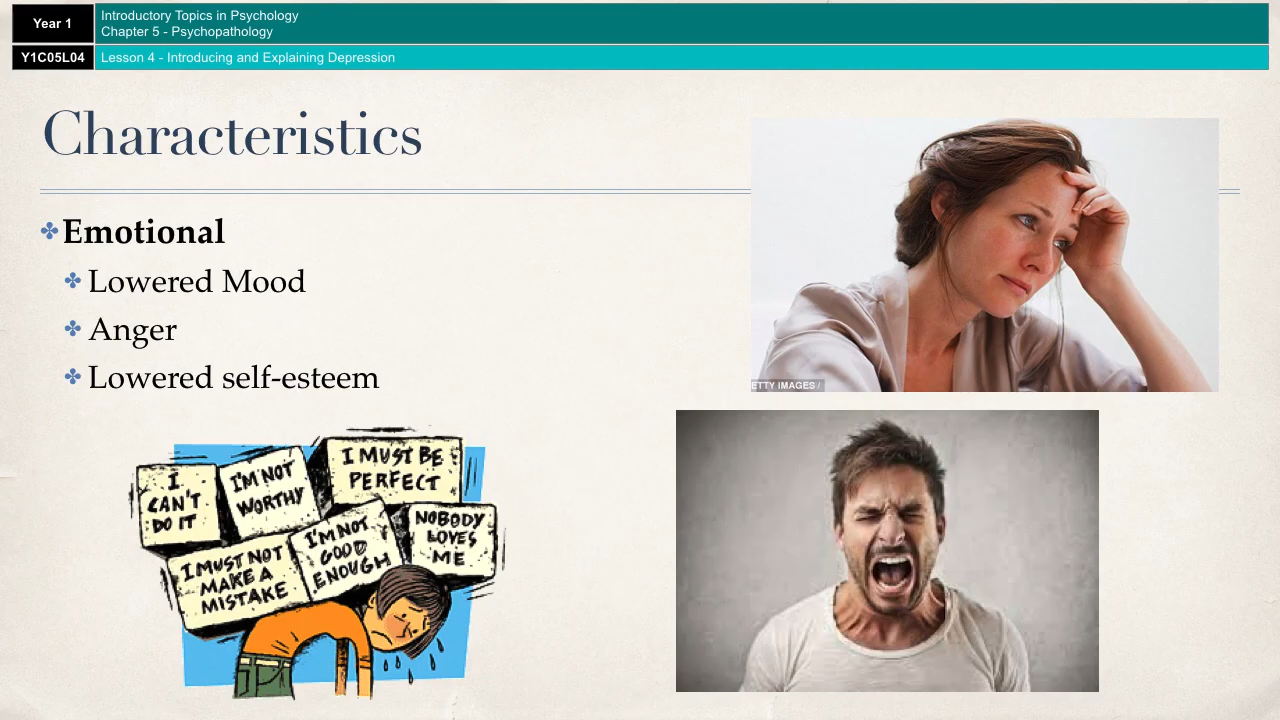 Year 1
Introductory Topics in Psychology
Chapter 5 - Psychopathology
Y1C05L04
Lesson 4 - Introducing and Explaining Depression
Characteristics
Emotional
Lowered Mood
Anger
Lowered self-esteem
ETTY IMAGES /
I
CAN'T
DO IT
I'M NOT
WORTHY
I MUST BE
PERFECT
I MUST NOT
MAKE A
MISTAKE
I'M NOT
GOOD
ENOUGH
NOBODY
LOVES
ME